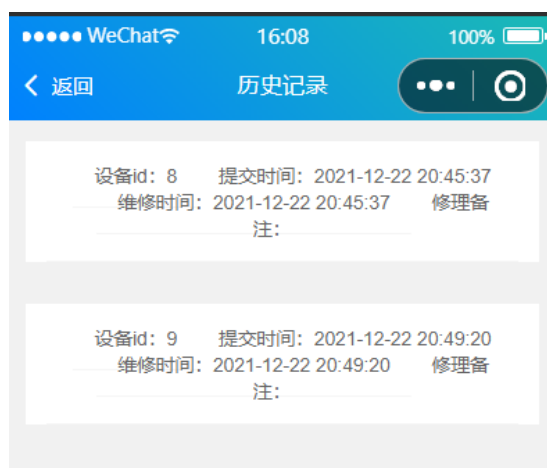 WeChat 16:08 100%
返回 历史记录
设备id：8 提交时间：2021-12-22 20:45:37
维修时间：2021-12-22 20:45:37 修理备
注：
设备id：9 提交时间：2021-12-22 20:49:20
维修时间：2021-12-22 20:49:20 修理备
注：